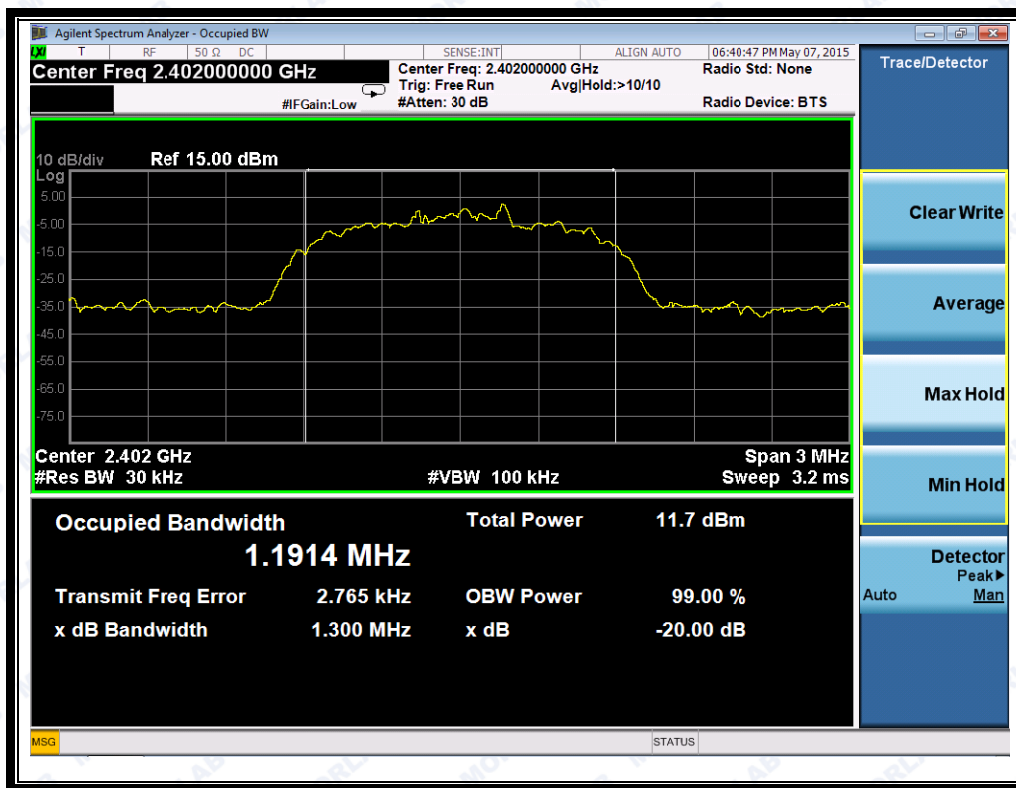 Agilent Spectrum Analyzer - Occupied BW
LXI T RF 50 Ω DC SENSE:INT ALIGN AUTO 06:40:47 PM May 07, 2015
Center Freq 2.402000000 GHz
#IFGain:Low
Center Freq: 2.402000000 GHz
Trig: Free Run Avg|Hold:>10/10
#Atten: 30 dB
Radio Std: None
Radio Device: BTS
10 dB/div Ref 15.00 dBm
Log
5.00
-5.00
-15.0
-25.0
-35.0
-45.0
-55.0
-65.0
-75.0
Center 2.402 GHz Span 3 MHz
#Res BW 30 kHz #VBW 100 kHz Sweep 3.2 ms
Occupied Bandwidth Total Power 11.7 dBm
1.1914 MHz
Transmit Freq Error 2.765 kHz OBW Power 99.00 %
x dB Bandwidth 1.300 MHz x dB -20.00 dB
Trace/Detector
Clear Write
Average
Max Hold
Min Hold
Detector
Peak▶
Auto Man
MSG STATUS